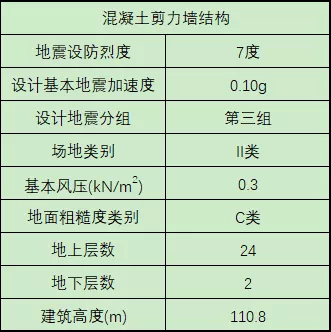 混凝土剪力墙结构
地震设防烈度 7度
设计基本地震加速度 0.10g
设计地震分组 第三组
场地类别 II类
基本风压(kN/m²) 0.3
地面粗糙度类别 C类
地上层数 24
地下层数 2
建筑高度(m) 110.8